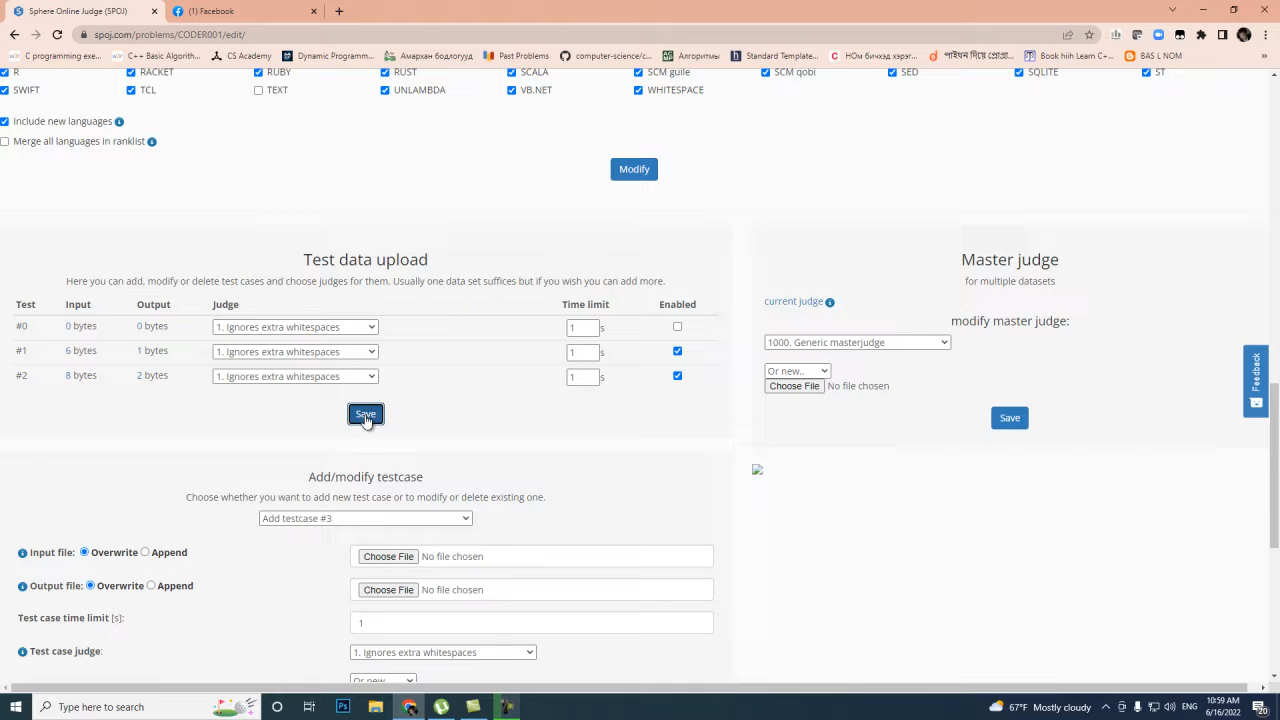 Sphere Online Judge (SPOJ)
Facebook
spoj.com/problems/CODER001/edit/
C programming exe...
C++ Basic Algorith...
CS Academy
Dynamic Programm...
Амархан бодлогууд
Past Problems
computer-science/c...
Алгоритмы
Standard Template...
НОм бичхэд хэрэг...
Book hiih Learn C+...
BAS L NOM
R
RACKET
RUBY
RUST
SCALA
SCM guile
SCM qobi
SED
SQLITE
ST
SWIFT
TCL
TEXT
UNLAMBDA
VB.NET
WHITESPACE
Include new languages
Merge all languages in ranklist
Modify
Test data upload
Here you can add, modify or delete test cases and choose judges for them. Usually one data set suffices but if you wish you can add more.
Test Input Output Judge Time limit Enabled
#0 0 bytes 0 bytes 1. Ignores extra whitespaces 1 s
#1 6 bytes 1 bytes 1. Ignores extra whitespaces 1 s
#2 8 bytes 2 bytes 1. Ignores extra whitespaces 1 s
Save
Master judge
for multiple datasets
current judge
modify master judge:
1000. Generic masterjudge
Or new..
Choose File No file chosen
Save
Feedback
Add/modify testcase
Choose whether you want to add new test case or to modify or delete existing one.
Add testcase #3
Input file: Overwrite Append
Choose File No file chosen
Output file: Overwrite Append
Choose File No file chosen
Test case time limit [s]:
1
Test case judge:
1. Ignores extra whitespaces
Or new..
Type here to search
67°F Mostly cloudy
ENG
10:59 AM
6/16/2022
20